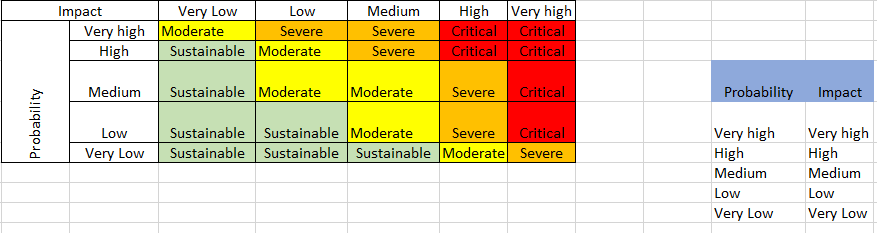 Impact Very Low Low Medium High Very high
Very high Moderate Severe Severe Critical Critical
High Sustainable Moderate Severe Critical Critical
Medium Sustainable Moderate Moderate Severe Critical Probability Impact
Probability
Low Sustainable Sustainable Moderate Severe Critical Very high Very high
Very Low Sustainable Sustainable Sustainable Moderate Severe High High
Medium Medium
Low Low
Very Low Very Low